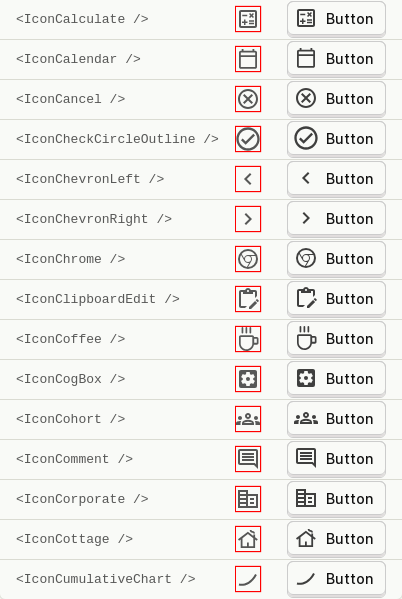 <IconCalculate /> Button
<IconCalendar /> Button
<IconCancel /> Button
<IconCheckCircleOutline /> Button
<IconChevronLeft /> Button
<IconChevronRight /> Button
<IconChrome /> Button
<IconClipboardEdit /> Button
<IconCoffee /> Button
<IconCogBox /> Button
<IconCohort /> Button
<IconComment /> Button
<IconCorporate /> Button
<IconCottage /> Button
<IconCumulativeChart /> Button